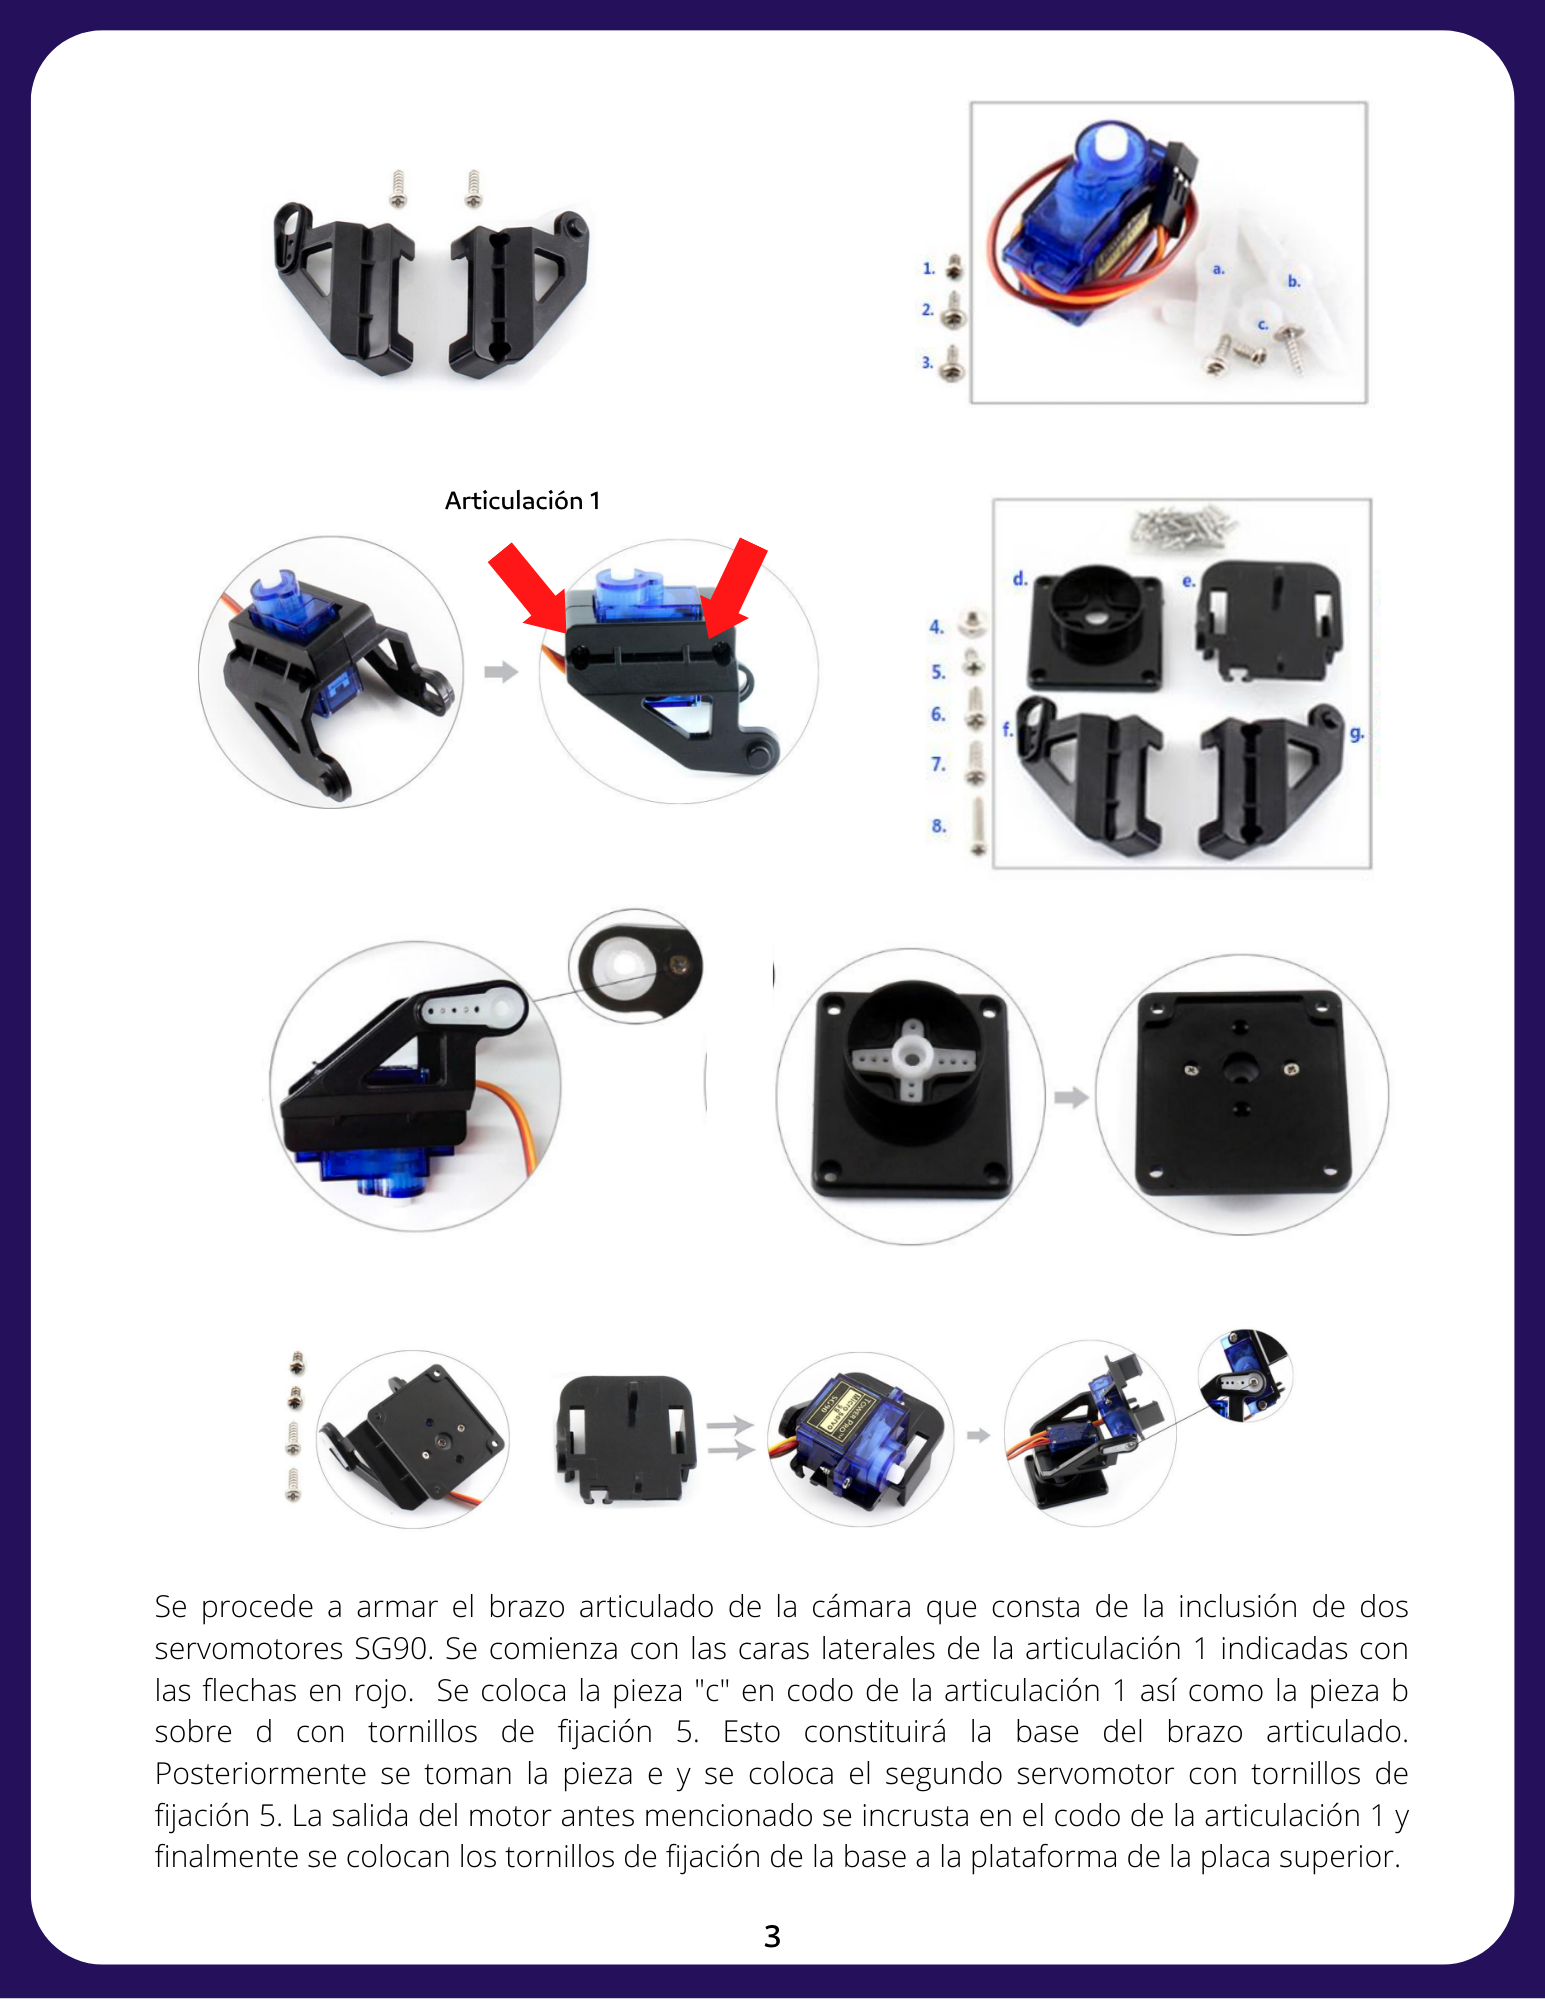 1.
2.
3.
a.
b.
c.
Articulación 1
d.
e.
4.
5.
6.
f.
g.
7.
8.
TOWER PRO
Micro servo
9g
SG90
Se procede a armar el brazo articulado de la cámara que consta de la inclusión de dos
servomotores SG90. Se comienza con las caras laterales de la articulación 1 indicadas con
las flechas en rojo. Se coloca la pieza "c" en codo de la articulación 1 así como la pieza b
sobre d con tornillos de fijación 5. Esto constituirá la base del brazo articulado.
Posteriormente se toman la pieza e y se coloca el segundo servomotor con tornillos de
fijación 5. La salida del motor antes mencionado se incrusta en el codo de la articulación 1 y
finalmente se colocan los tornillos de fijación de la base a la plataforma de la placa superior.
3